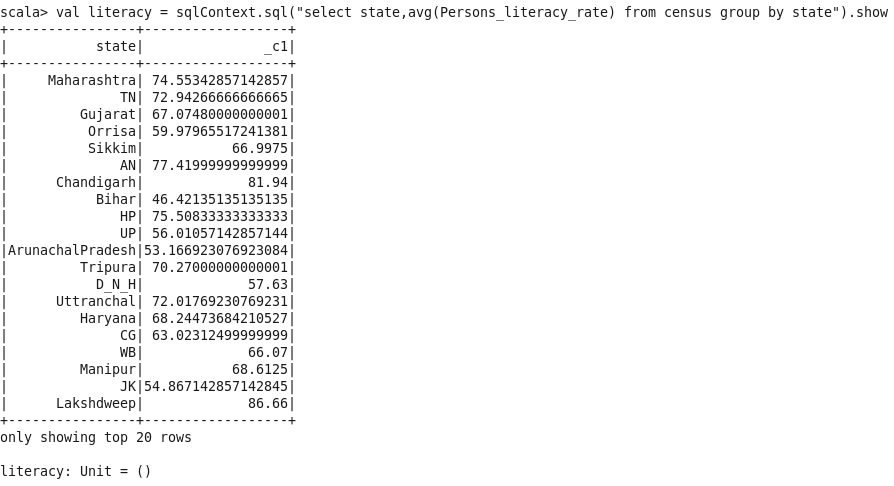 scala> val literacy = sqlContext.sql("select state,avg(Persons_literacy_rate) from census group by state").show
+----------------+------------------+
|           state|               _c1|
+----------------+------------------+
|     Maharashtra| 74.55342857142857|
|              TN| 72.94266666666665|
|         Gujarat| 67.07480000000001|
|          Orrisa| 59.97965517241381|
|          Sikkim|           66.9975|
|              AN| 77.41999999999999|
|      Chandigarh|             81.94|
|           Bihar| 46.42135135135135|
|              HP| 75.50833333333333|
|              UP| 56.01057142857144|
|ArunachalPradesh|53.166923076923084|
|         Tripura| 70.27000000000001|
|           D_N_H|             57.63|
|      Uttranchal| 72.01769230769231|
|         Haryana| 68.24473684210527|
|              CG| 63.02312499999999|
|              WB|             66.07|
|         Manipur|           68.6125|
|              JK|54.867142857142845|
|      Lakshdweep|             86.66|
+----------------+------------------+
only showing top 20 rows

literacy: Unit = ()